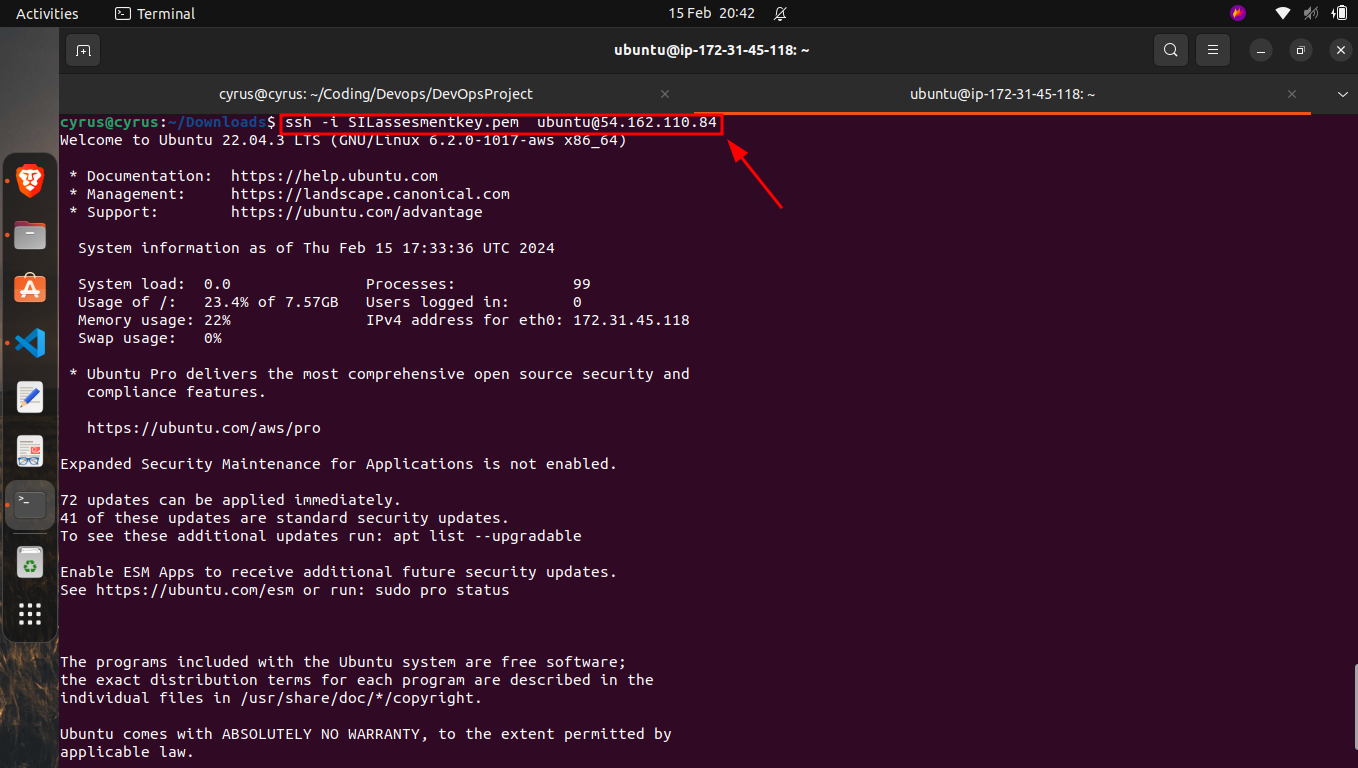 Activities Terminal 15 Feb 20:42
ubuntu@ip-172-31-45-118: ~
cyrus@cyrus: ~/Coding/Devops/DevOpsProject ubuntu@ip-172-31-45-118: ~
cyrus@cyrus:~/Downloads$ ssh -i SILassesmentkey.pem  ubuntu@54.162.110.84
Welcome to Ubuntu 22.04.3 LTS (GNU/Linux 6.2.0-1017-aws x86_64)
 * Documentation:  https://help.ubuntu.com
 * Management:     https://landscape.canonical.com
 * Support:        https://ubuntu.com/advantage
  System information as of Thu Feb 15 17:33:36 UTC 2024
  System load:  0.0               Processes:             99
  Usage of /:   23.4% of 7.57GB   Users logged in:       0
  Memory usage: 22%               IPv4 address for eth0: 172.31.45.118
  Swap usage:   0%
 * Ubuntu Pro delivers the most comprehensive open source security and
   compliance features.
   https://ubuntu.com/aws/pro
Expanded Security Maintenance for Applications is not enabled.
72 updates can be applied immediately.
41 of these updates are standard security updates.
To see these additional updates run: apt list --upgradable
Enable ESM Apps to receive additional future security updates.
See https://ubuntu.com/esm or run: sudo pro status
The programs included with the Ubuntu system are free software;
the exact distribution terms for each program are described in the
individual files in /usr/share/doc/*/copyright.
Ubuntu comes with ABSOLUTELY NO WARRANTY, to the extent permitted by
applicable law.